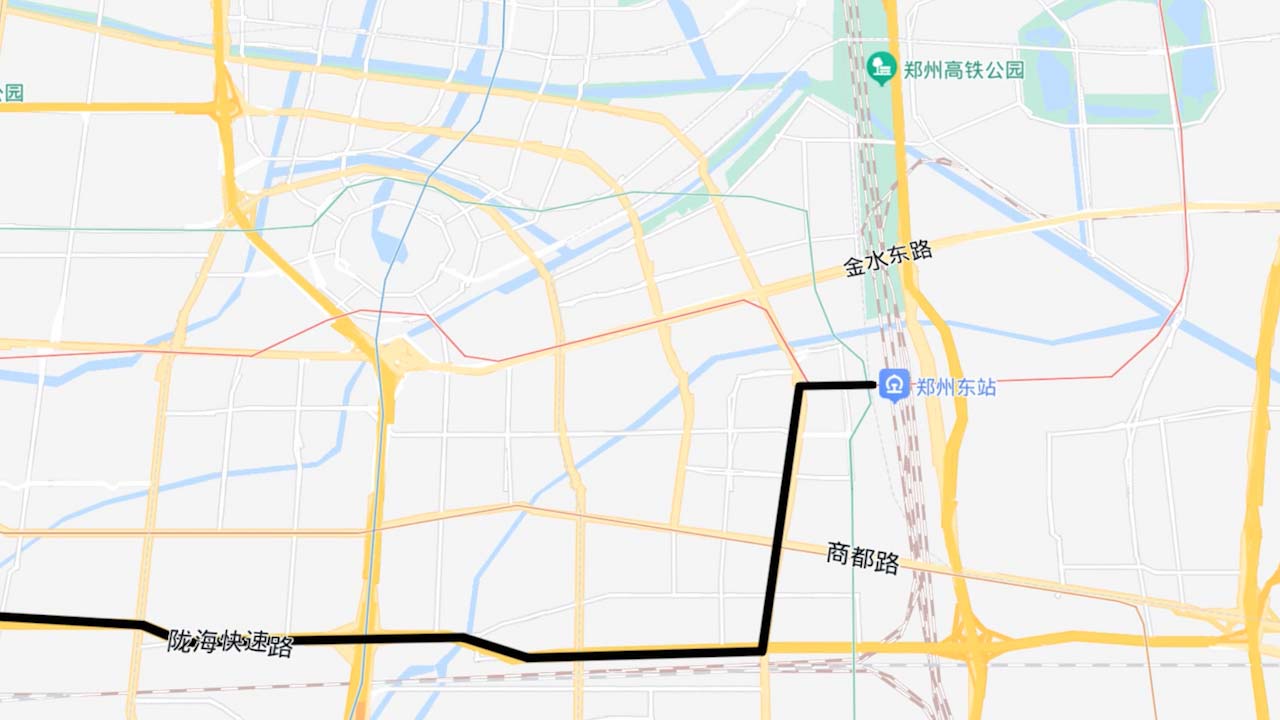 郑州高铁公园
公园
金水东路
郑州东站
商都路
陇海快速路